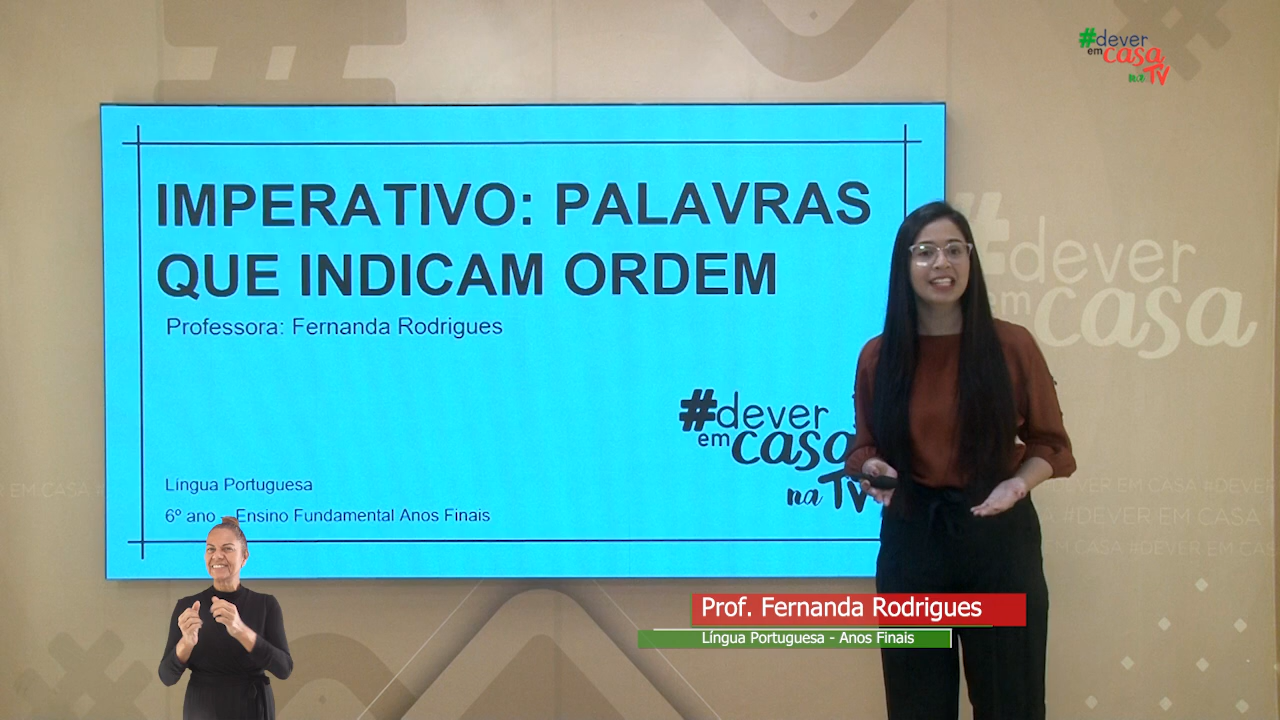 #dever
em casa
na TV
IMPERATIVO: PALAVRAS
QUE INDICAM ORDEM
Professora: Fernanda Rodrigues
#dever
em casa
#dever
em casa
na TV
Língua Portuguesa
6º ano - Ensino Fundamental Anos Finais
EM CASA #
DEVER EM CASA #DEVER
#DEVER EM CASA
EM CASA #DEVER EM CAS
Prof. Fernanda Rodrigues
Língua Portuguesa - Anos Finais